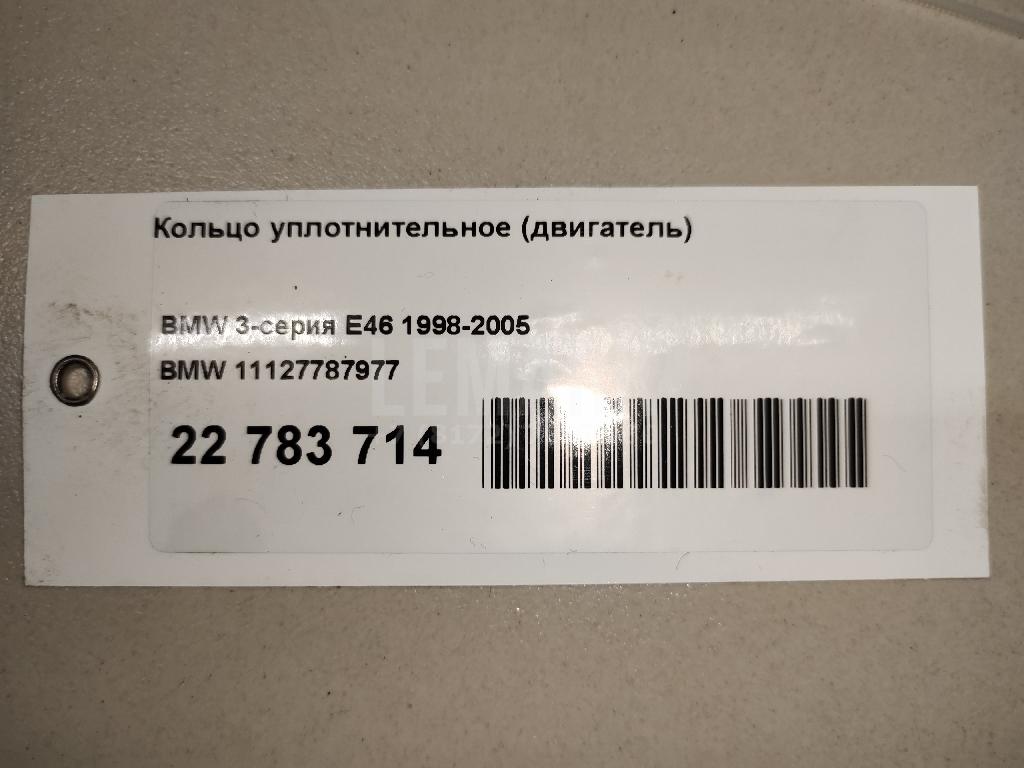 Кольцо уплотнительное (двигатель)
BMW 3-серия E46 1998-2005
BMW 11127787977
22 783 714